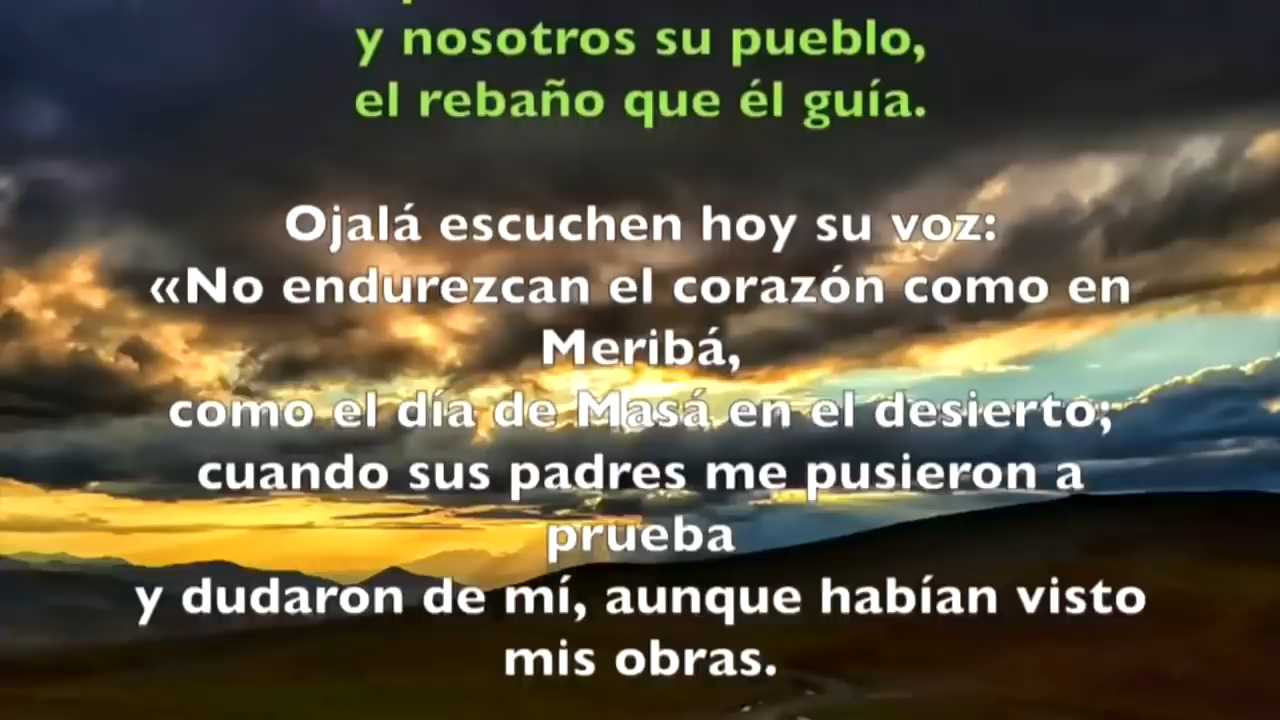 y nosotros su pueblo,
el rebaño que él guía.
Ojalá escuchen hoy su voz:
«No endurezcan el corazón como en
Meribá,
como el día de Masá en el desierto;
cuando sus padres me pusieron a
prueba
y dudaron de mí, aunque habían visto
mis obras.